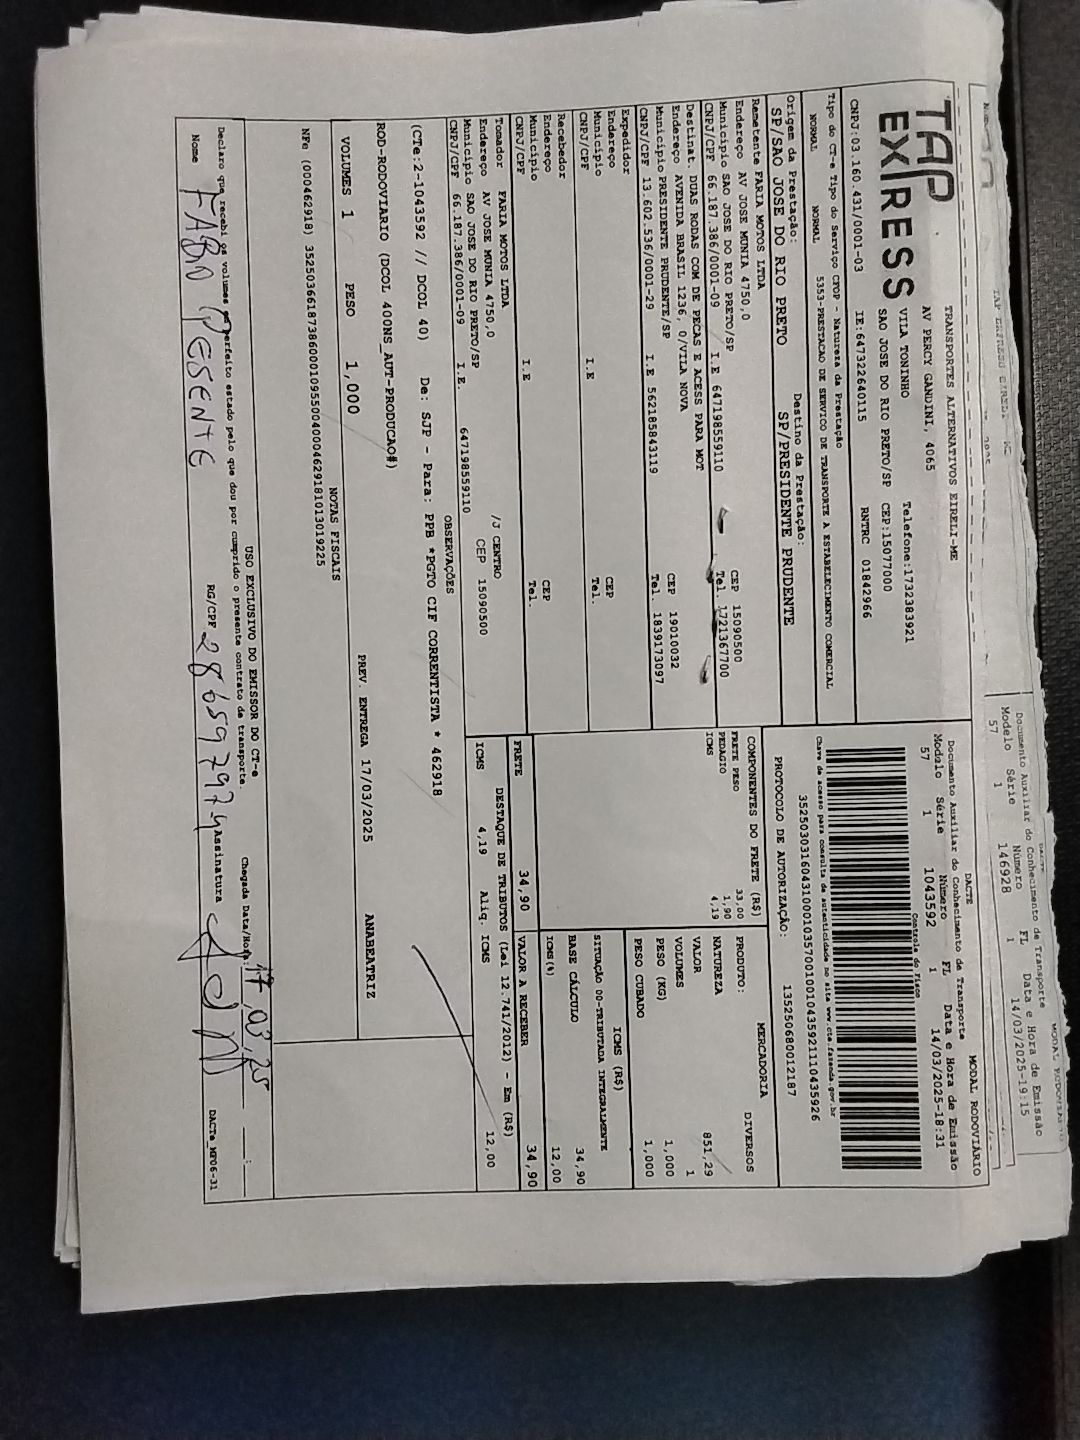 TAP EXPRESS
TRANSPORTES ALTERNATIVOS EIRELI-ME
AV PERCY GANDINI, 4065
VILA TONINHO Telefone:1732383921
SAO JOSE DO RIO PRETO/SP CEP:15077000
CNPJ:03.160.431/0001-03 IE:647322640115 RNTRC 01842966
Tipo do CT-e Tipo do Serviço CFOP - Natureza da Prestação
NORMAL NORMAL 5353-PRESTACAO DE SERVICO DE TRANSPORTE A ESTABELECIMENTO COMERCIAL
Origem da Prestação: Destino da Prestação:
SP/SAO JOSE DO RIO PRETO SP/PRESIDENTE PRUDENTE
Remetente FARIA MOTOS LTDA
Endereço AV JOSE MUNIA 4750,0 CEP 15090500
Município SAO JOSE DO RIO PRETO/SP Tel. 1721367700
CNPJ/CPF 66.187.386/0001-09 I.E 647198559110
Destinat. DUAS RODAS COM DE PECAS E ACESS PARA MOT
Endereço AVENIDA BRASIL 1236, 0/VILA NOVA CEP 19010032
Município PRESIDENTE PRUDENTE/SP Tel. 1839173097
CNPJ/CPF 13.602.536/0001-29 I.E 562185843119
Expedidor
Endereço CEP
Município Tel.
CNPJ/CPF I.E
Recebedor
Endereço CEP
Município Tel.
CNPJ/CPF I.E
Tomador FARIA MOTOS LTDA
Endereço AV JOSE MUNIA 4750,0 /J CENTRO
Município SAO JOSE DO RIO PRETO/SP CEP 15090500
CNPJ/CPF 66.187.386/0001-09 I.E. 647198559110
DACTE MODAL RODOVIÁRIO
Documento Auxiliar do Conhecimento de Transporte
Modelo Série Número FL Data e Hora de Emissão
57 1 1043592 1 14/03/2025-18:31
Controle do Fisco
Chave de acesso para consulta de autenticidade no site www.cte.fazenda.gov.br
35250303160431000103570010010435921110435926
PROTOCOLO DE AUTORIZAÇÃO: 135250680012187
COMPONENTES DO FRETE (R$)
FRETE PESO 33,00
PEDAGIO 1,90
ICMS 4,19
MERCADORIA
PRODUTO: DIVERSOS
NATUREZA
VALOR 851,29
VOLUMES 1
PESO (KG) 1,000
PESO CUBADO 1,000
ICMS (R$)
SITUAÇÃO 00-TRIBUTADA INTEGRALMENTE
BASE CÁLCULO 34,90
ICMS(%) 12,00
FRETE 34,90 VALOR A RECEBER 34,90
DESTAQUE DE TRIBUTOS (Lei 12.741/2012) - Em (R$)
ICMS 4,19 Aliq. ICMS 12,00
OBSERVAÇÕES
(CTe:2-1043592 // DCOL 40) De: SJP - Para: PPB *PGTO CIF CORRENTISTA * 462918
ROD-RODOVIARIO (DCOL 400NS_AUT-PRODUCAO#)
VOLUMES 1 PESO 1,000 PREV. ENTREGA 17/03/2025 ANABEATRIZ
NOTAS FISCAIS
NFe (000462918) 35250366187386000109550040004629181013019225
USO EXCLUSIVO DO EMISSOR DO CT-e
Declaro que recebi os volumes em perfeito estado pelo que dou por cumprido o presente contrato de transporte. Chegada Data/Hora: 17/03/25
Nome RG/CPF 286597974 Assinatura
DACTe_MF06-31
Documento Auxiliar do Conhecimento de Transporte
Modelo Série Número FL Data e Hora de Emissão
57 1 146928 1 14/03/2025-19:15